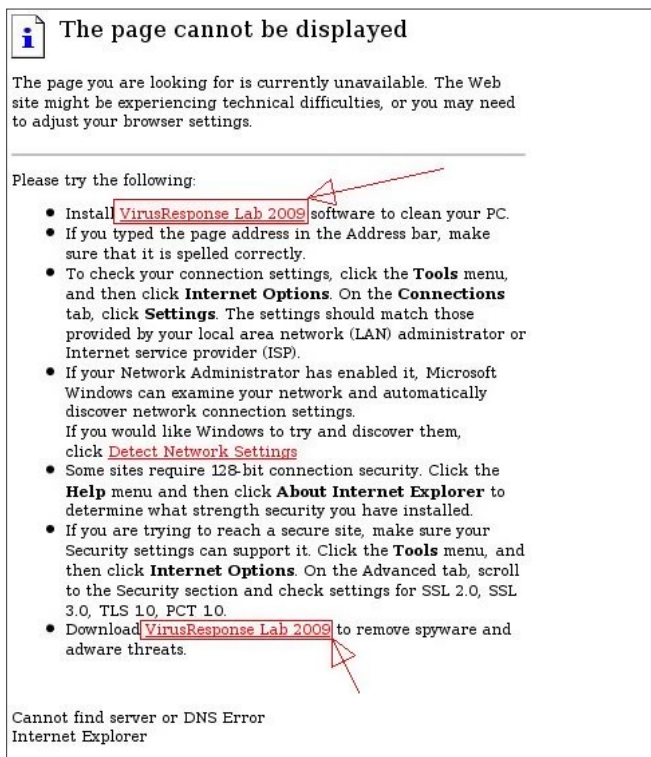 The page cannot be displayed
The page you are looking for is currently unavailable. The Web
site might be experiencing technical difficulties, or you may need
to adjust your browser settings.
Please try the following:
Install VirusResponse Lab 2009 software to clean your PC.
If you typed the page address in the Address bar, make
sure that it is spelled correctly.
To check your connection settings, click the Tools menu,
and then click Internet Options. On the Connections
tab, click Settings. The settings should match those
provided by your local area network (LAN) administrator or
Internet service provider (ISP).
If your Network Administrator has enabled it, Microsoft
Windows can examine your network and automatically
discover network connection settings.
If you would like Windows to try and discover them,
click Detect Network Settings
Some sites require 128-bit connection security. Click the
Help menu and then click About Internet Explorer to
determine what strength security you have installed.
If you are trying to reach a secure site, make sure your
Security settings can support it. Click the Tools menu, and
then click Internet Options. On the Advanced tab, scroll
to the Security section and check settings for SSL 2.0, SSL
3.0, TLS 1.0, PCT 1.0.
Download VirusResponse Lab 2009 to remove spyware and
adware threats.
Cannot find server or DNS Error
Internet Explorer